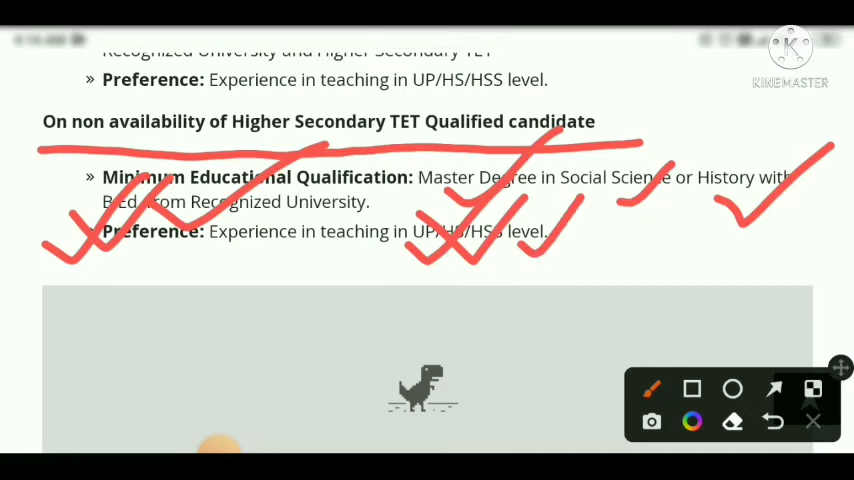 Recognized University and Higher Secondary TET
» Preference: Experience in teaching in UP/HS/HSS level.
On non availability of Higher Secondary TET Qualified candidate
» Minimum Educational Qualification: Master Degree in Social Science or History with
B.Ed. from Recognized University.
» Preference: Experience in teaching in UP/HS/HSS level.
K
KINEMASTER